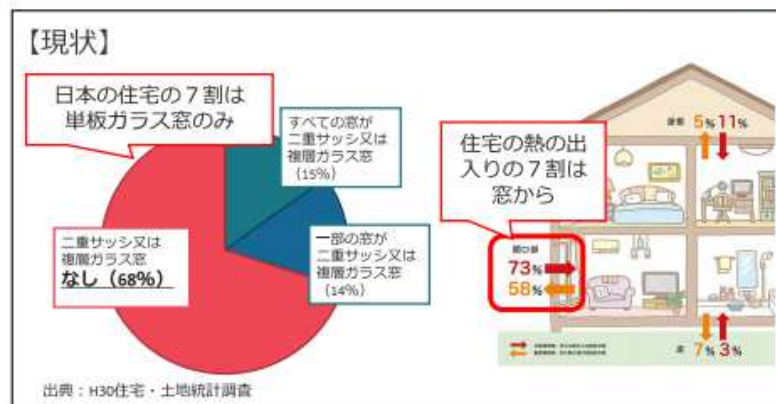 【現状】
日本の住宅の７割は
単板ガラス窓のみ
すべての窓が
二重サッシ又は
複層ガラス窓
（15%）
一部の窓が
二重サッシ又は
複層ガラス窓
（14%）
二重サッシ又は
複層ガラス窓
なし（68%）
出典：H30住宅・土地統計調査
住宅の熱の出
入りの７割は
窓から
5% 11%
開口部
73%
58%
床 7% 3%